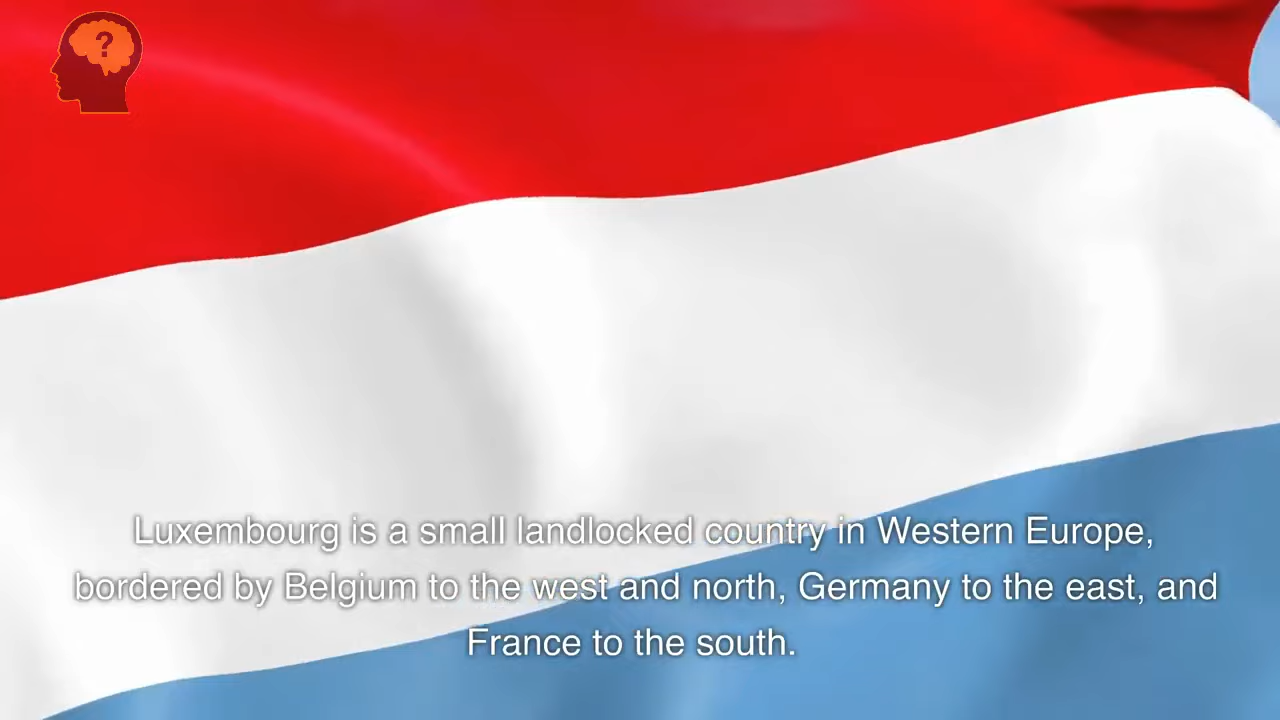 ?
Luxembourg is a small landlocked country in Western Europe,
bordered by Belgium to the west and north, Germany to the east, and
France to the south.